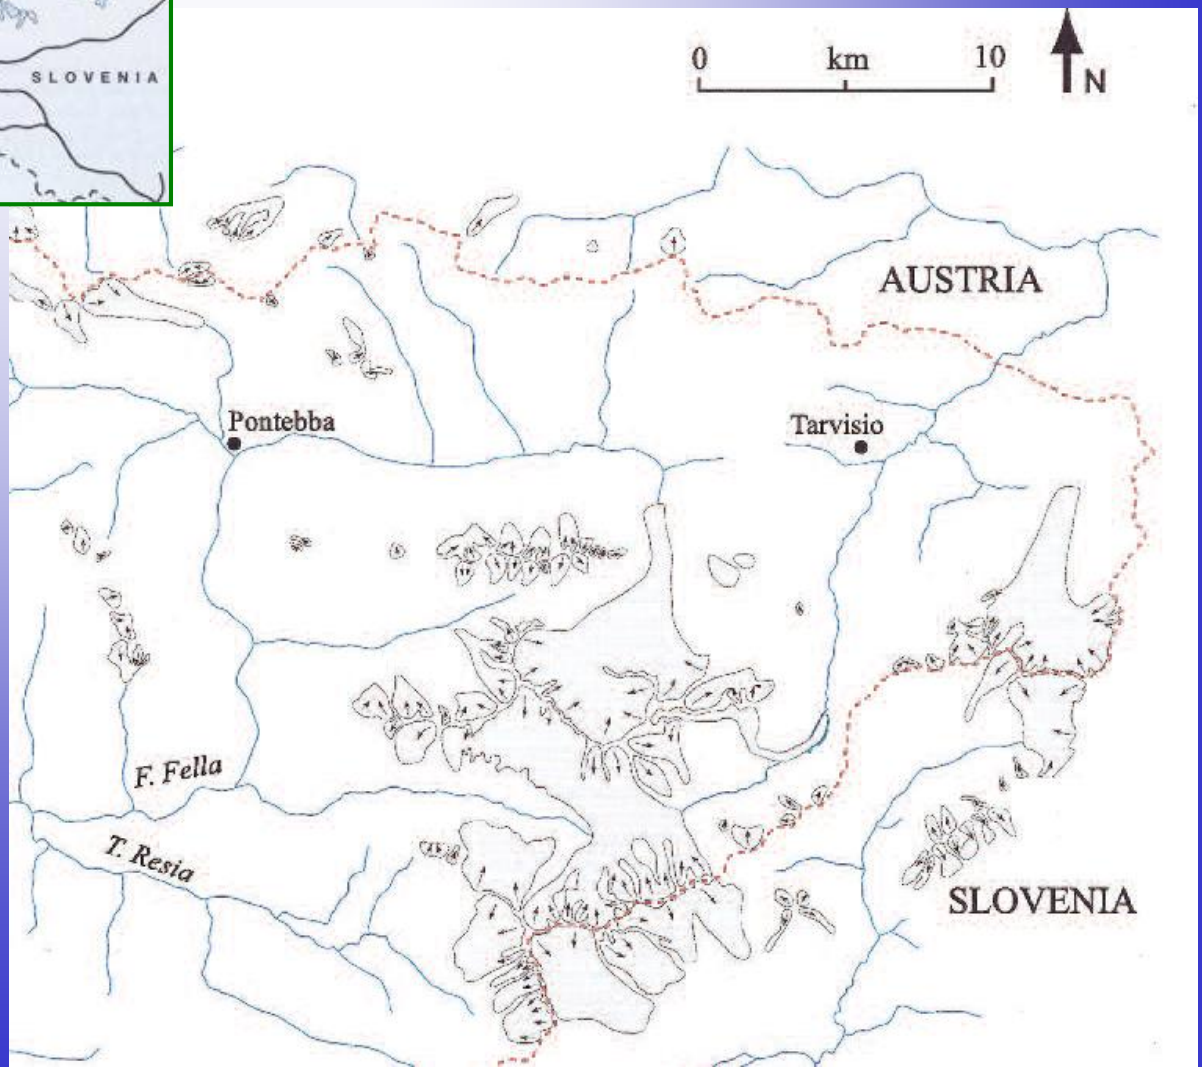 SLOVENIA
0 km 10
N
AUSTRIA
Pontebba
Tarvisio
F. Fella
T. Resia
SLOVENIA